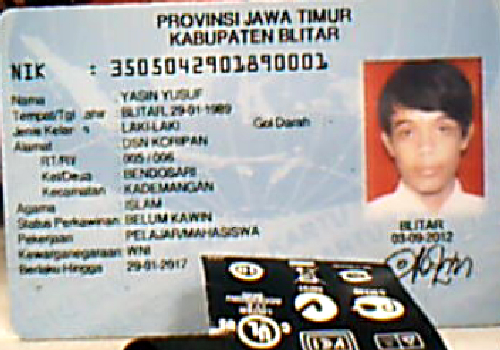 PROVINSI JAWA TIMUR
KABUPATEN BLITAR
NIK : 3505042901890001
Nama : YASIN YUSUF
Tempat/Tgl : BLITAR, 29-01-1989
Jenis : LAKI-LAKI Gol Darah
Alamat : DSN KORIPAN
RT/RW : 005 / 006
Kel/Desa : BENDOSARI
Kecamatan : KADEMANGAN
Agama : ISLAM
Status Perkawinan : BELUM KAWIN
Pekerjaan : PELAJAR/MAHASISWA
Kewarganegaraan : WNI
Berlaku Hingga : 29-01-2017
BLITAR
03-09-2012